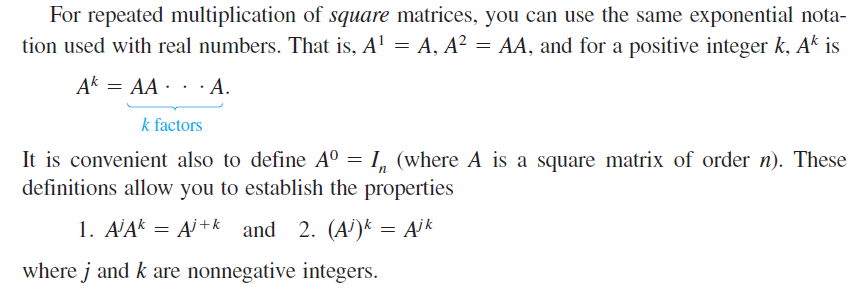 For repeated multiplication of square matrices, you can use the same exponential nota-
tion used with real numbers. That is, A¹ = A, A² = AA, and for a positive integer k, Aᵏ is
Aᵏ = AA · · · A.
k factors
It is convenient also to define A⁰ = Iₙ (where A is a square matrix of order n). These
definitions allow you to establish the properties
1. AʲAᵏ = Aʲ⁺ᵏ and 2. (Aʲ)ᵏ = Aʲᵏ
where j and k are nonnegative integers.